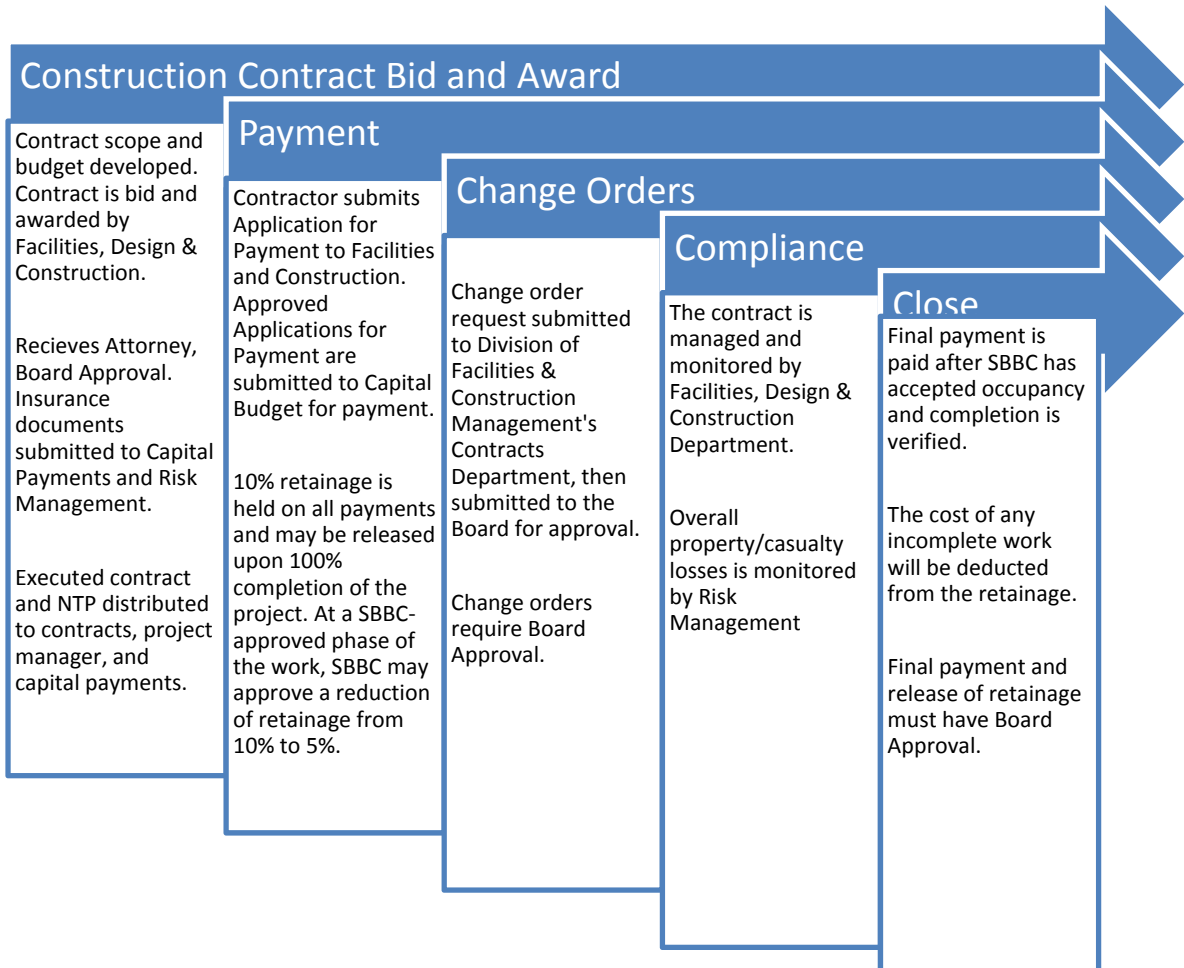 Construction Contract Bid and Award
Contract scope and
budget developed.
Contract is bid and
awarded by
Facilities, Design &
Construction.
Recieves Attorney,
Board Approval.
Insurance
documents
submitted to Capital
Payments and Risk
Management.
Executed contract
and NTP distributed
to contracts, project
manager, and
capital payments.
Payment
Contractor submits
Application for
Payment to Facilities
and Construction.
Approved
Applications for
Payment are
submitted to Capital
Budget for payment.
10% retainage is
held on all payments
and may be released
upon 100%
completion of the
project. At a SBBC-
approved phase of
the work, SBBC may
approve a reduction
of retainage from
10% to 5%.
Change Orders
Change order
request submitted
to Division of
Facilities &
Construction
Management's
Contracts
Department, then
submitted to the
Board for approval.
Change orders
require Board
Approval.
Compliance
The contract is
managed and
monitored by
Facilities, Design &
Construction
Department.
Overall
property/casualty
losses is monitored
by Risk
Management
Close
Final payment is
paid after SBBC has
accepted occupancy
and completion is
verified.
The cost of any
incomplete work
will be deducted
from the retainage.
Final payment and
release of retainage
must have Board
Approval.